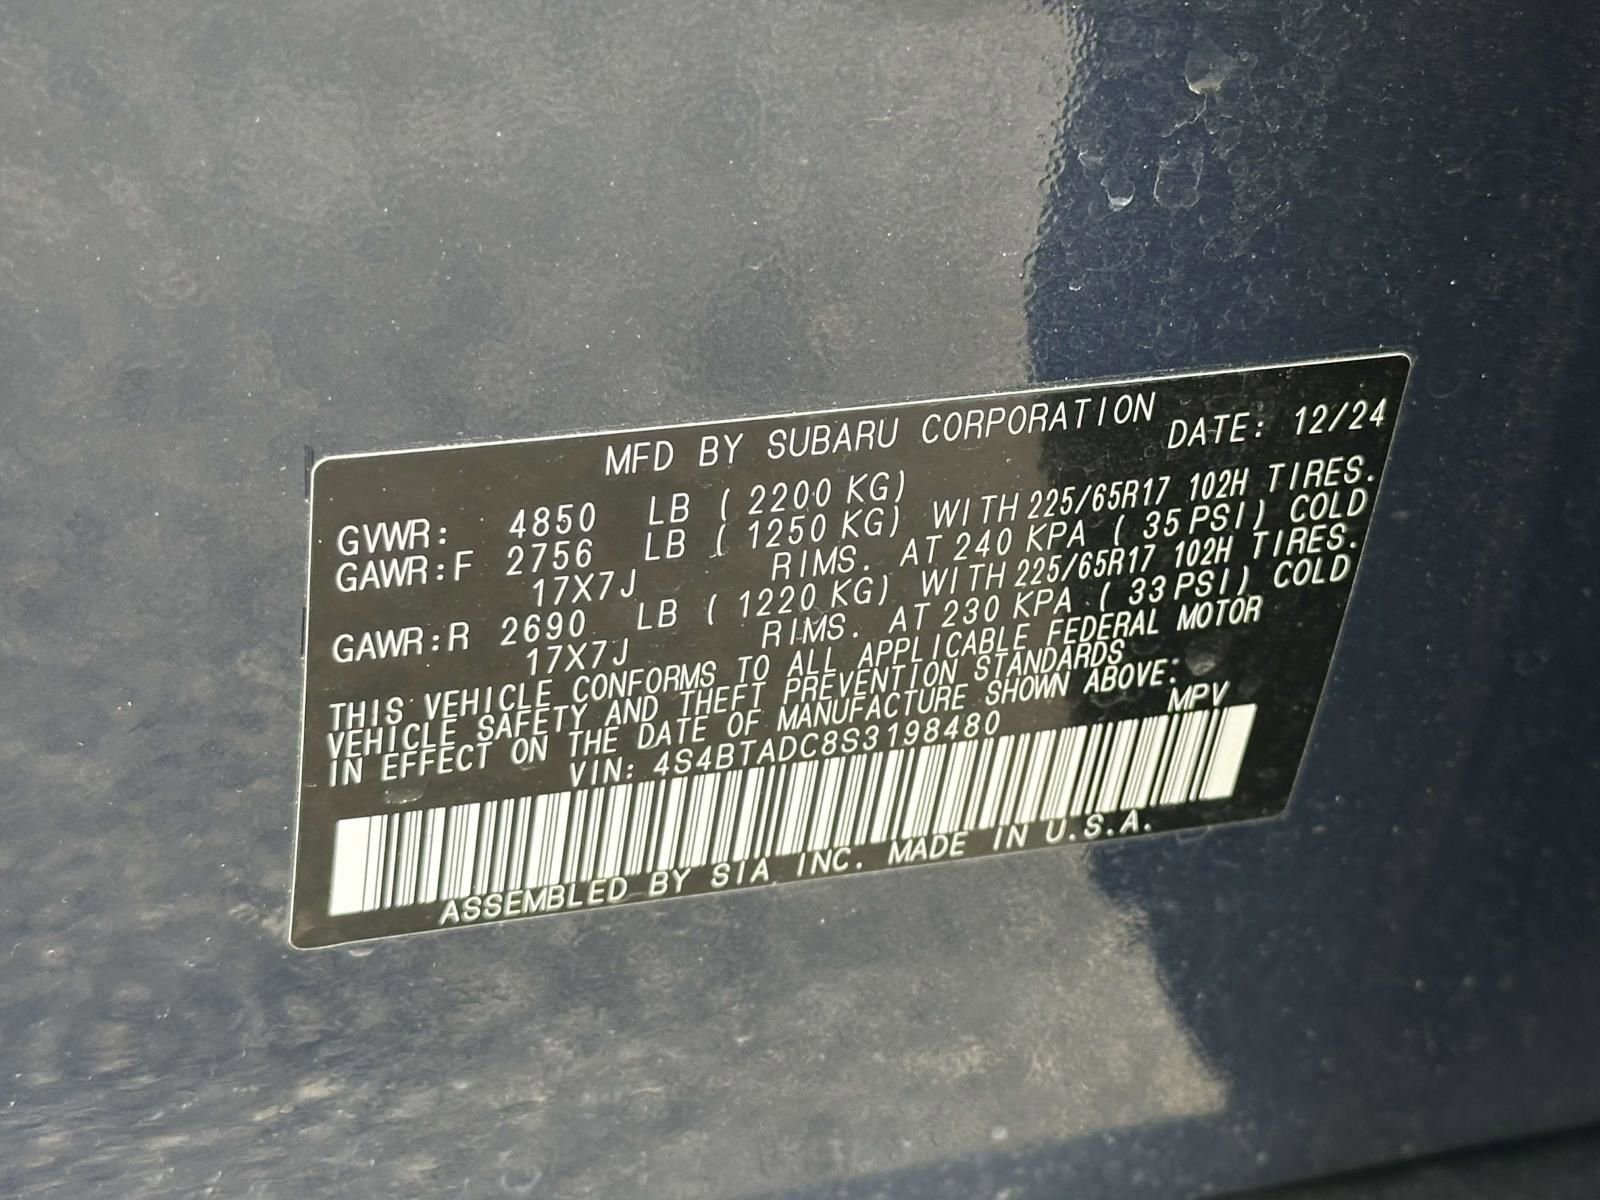 MFD BY SUBARU CORPORATION
DATE: 12/24
GVWR: 4850 LB ( 2200 KG)
GAWR:F 2756 LB ( 1250 KG) WITH 225/65R17 102H TIRES.
17X7J RIMS. AT 240 KPA ( 35 PSI) COLD
GAWR:R 2690 LB ( 1220 KG) WITH 225/65R17 102H TIRES.
17X7J RIMS. AT 230 KPA ( 33 PSI) COLD
THIS VEHICLE CONFORMS TO ALL APPLICABLE FEDERAL MOTOR
VEHICLE SAFETY AND THEFT PREVENTION STANDARDS
IN EFFECT ON THE DATE OF MANUFACTURE SHOWN ABOVE:
VIN: 4S4BTADC8S3198480 MPV
ASSEMBLED BY SIA INC. MADE IN U.S.A.